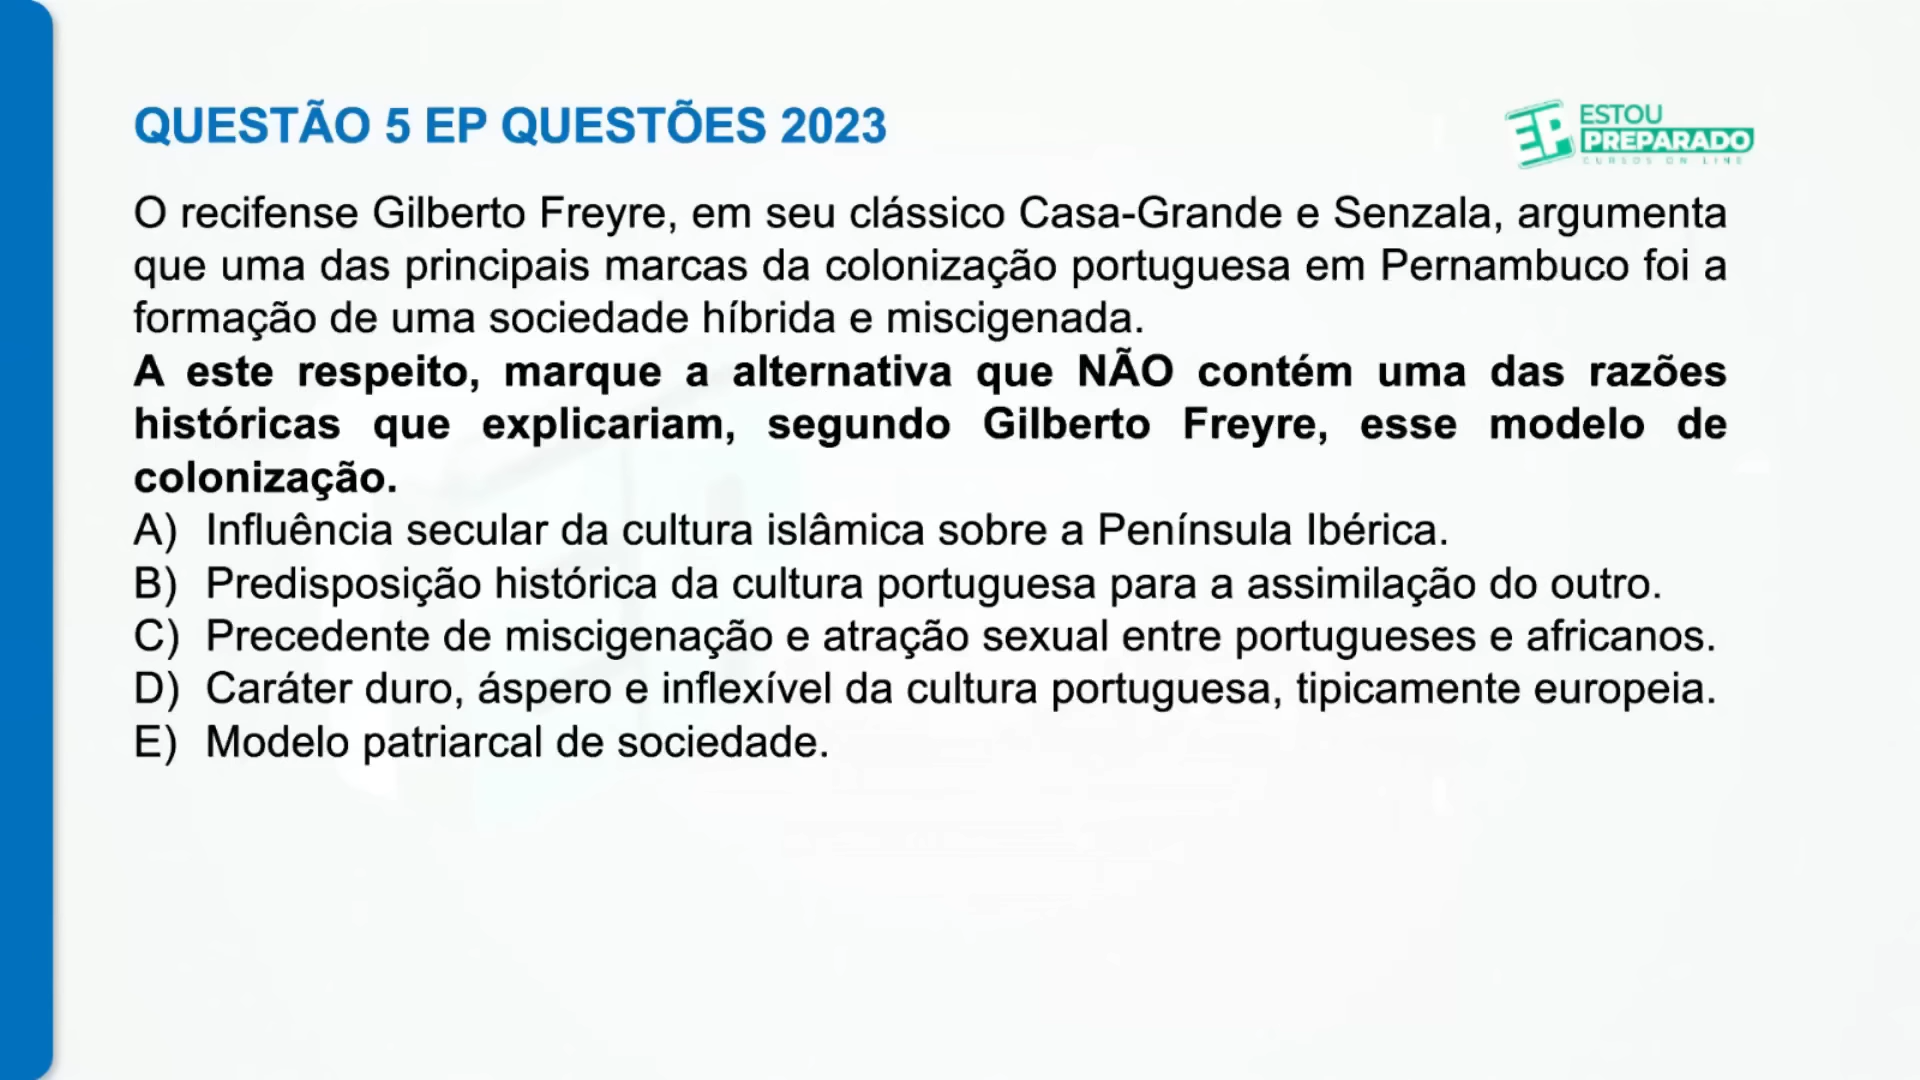 QUESTÃO 5 EP QUESTÕES 2023
ESTOU
PREPARADO
CURSOS ON LINE
O recifense Gilberto Freyre, em seu clássico Casa-Grande e Senzala, argumenta
que uma das principais marcas da colonização portuguesa em Pernambuco foi a
formação de uma sociedade híbrida e miscigenada.
A este respeito, marque a alternativa que NÃO contém uma das razões
históricas que explicariam, segundo Gilberto Freyre, esse modelo de
colonização.
A) Influência secular da cultura islâmica sobre a Península Ibérica.
B) Predisposição histórica da cultura portuguesa para a assimilação do outro.
C) Precedente de miscigenação e atração sexual entre portugueses e africanos.
D) Caráter duro, áspero e inflexível da cultura portuguesa, tipicamente europeia.
E) Modelo patriarcal de sociedade.